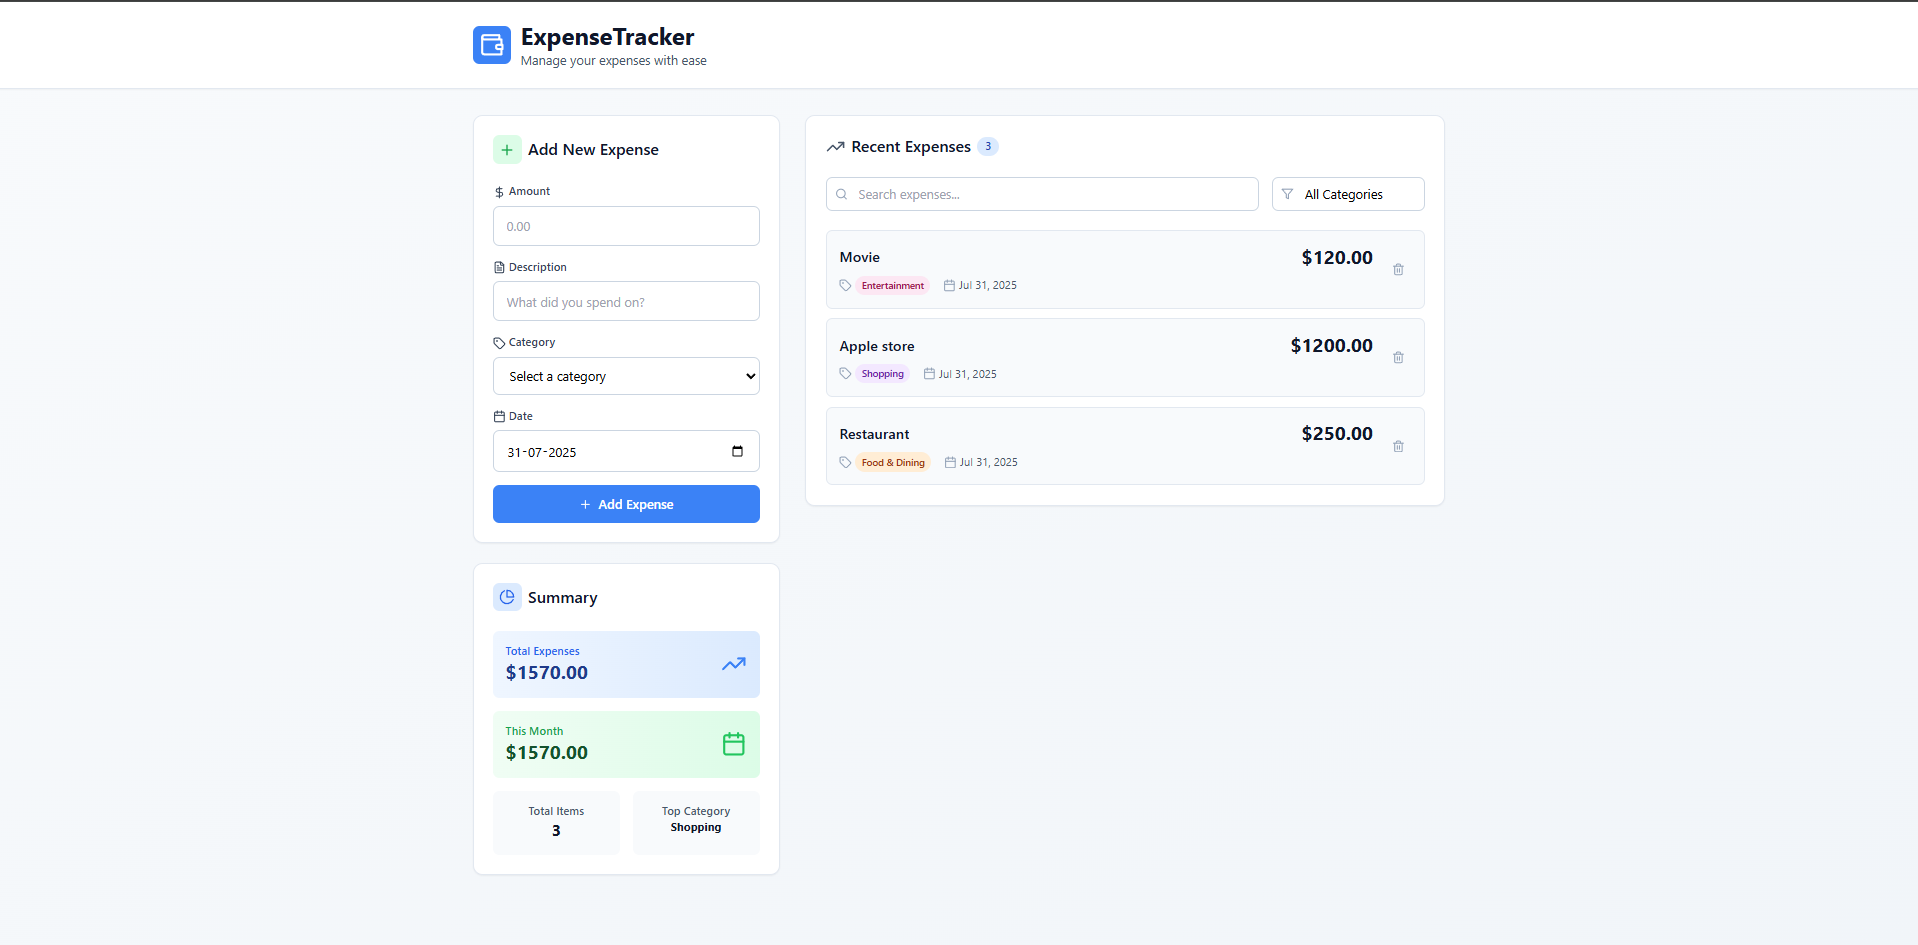 ExpenseTracker
Manage your expenses with ease
Add New Expense
Amount
0.00
Description
What did you spend on?
Category
Select a category
Date
31-07-2025
Add Expense
Summary
Total Expenses
$1570.00
This Month
$1570.00
Total Items
3
Top Category
Shopping
Recent Expenses 3
Search expenses...
All Categories
Movie
$120.00
Entertainment Jul 31, 2025
Apple store
$1200.00
Shopping Jul 31, 2025
Restaurant
$250.00
Food & Dining Jul 31, 2025